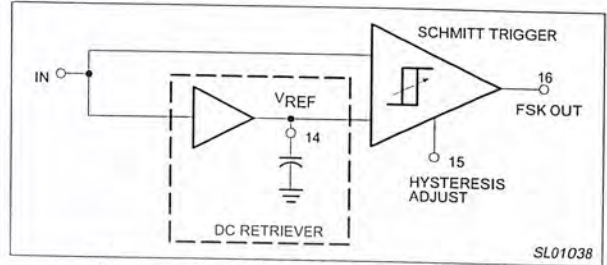 SCHMITT TRIGGER
IN
VREF
14
16
FSK OUT
15
HYSTERESIS
ADJUST
DC RETRIEVER
SL01038